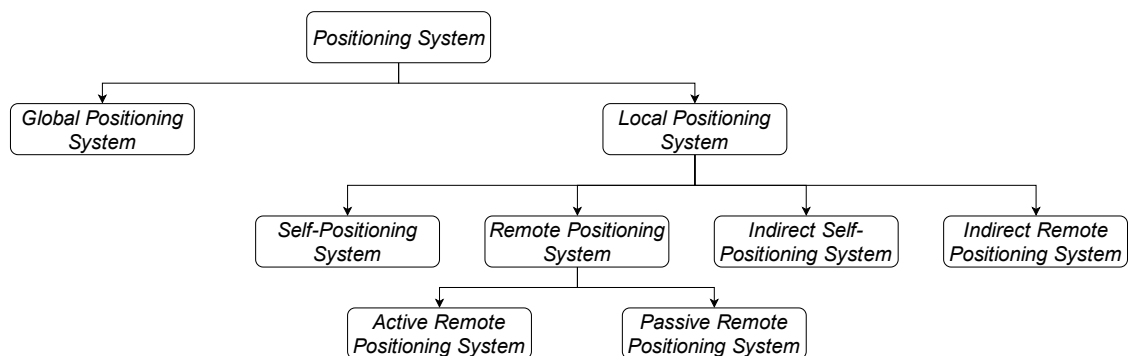 Positioning System
Global Positioning
System
Local Positioning
System
Self-Positioning
System
Remote Positioning
System
Indirect Self-
Positioning System
Indirect Remote
Positioning System
Active Remote
Positioning System
Passive Remote
Positioning System